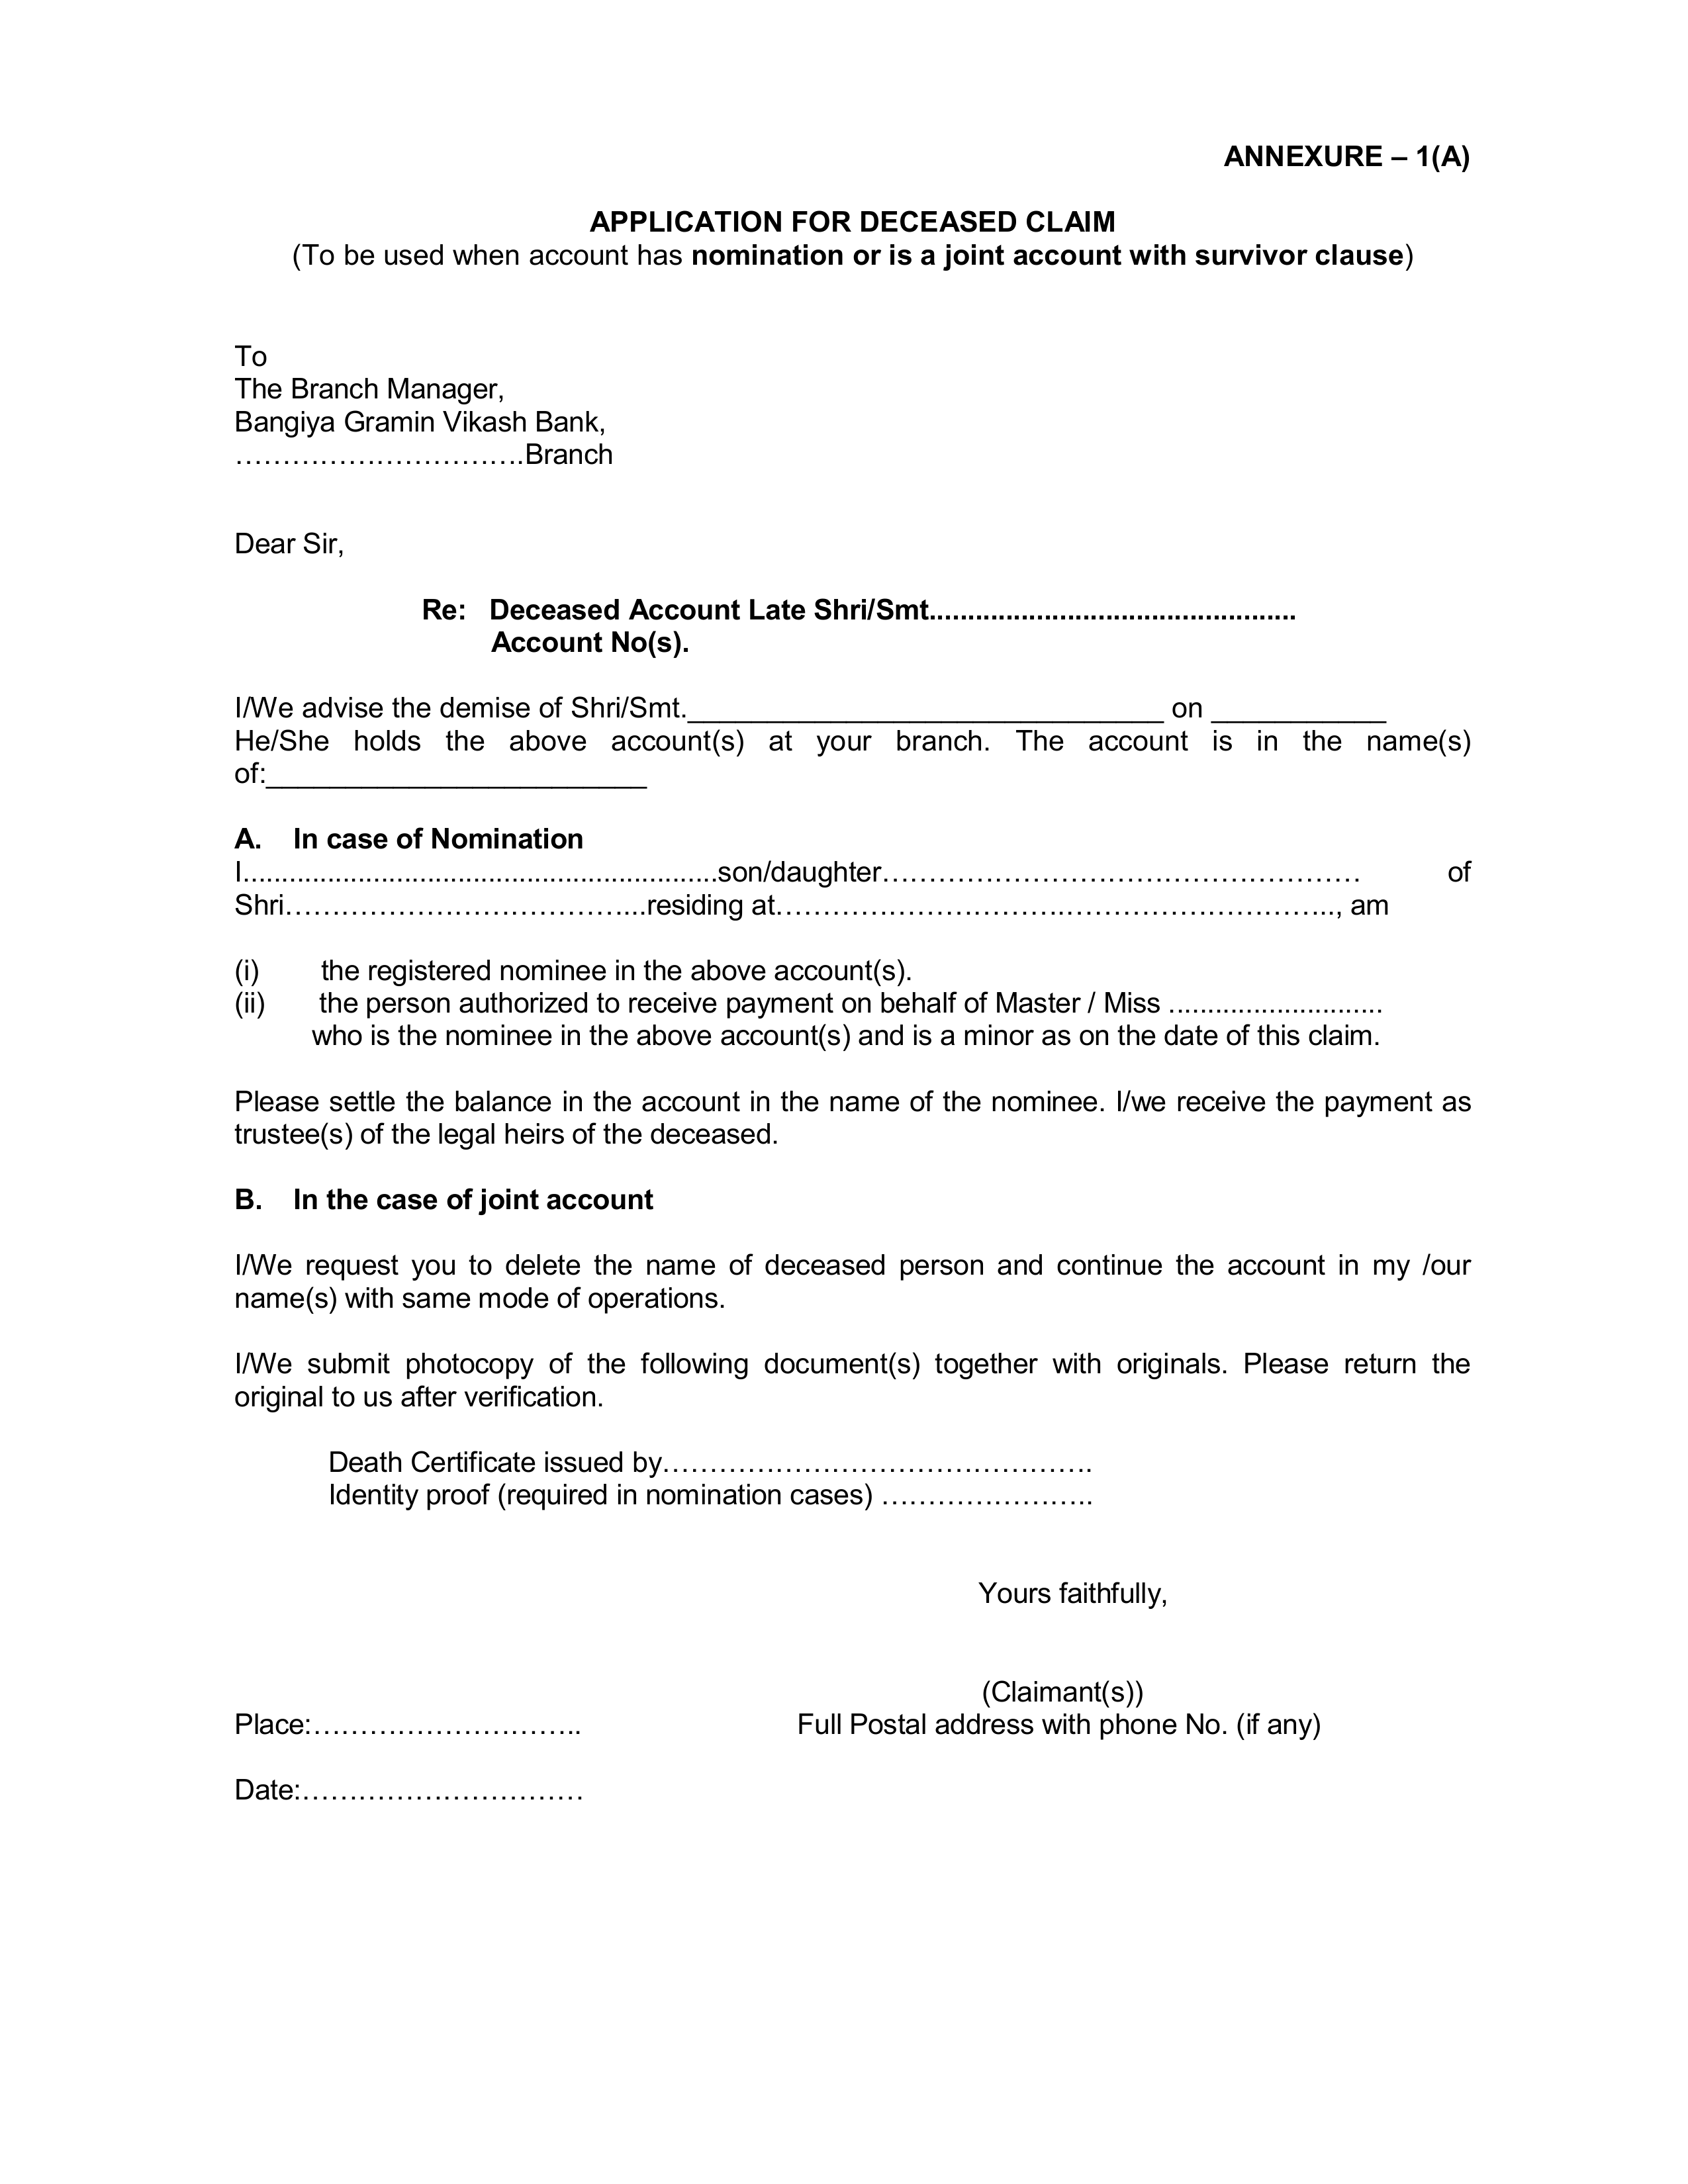 ANNEXURE – 1(A)
APPLICATION FOR DECEASED CLAIM
(To be used when account has nomination or is a joint account with survivor clause)
To
The Branch Manager,
Bangiya Gramin Vikash Bank,
………………………….Branch
Dear Sir,
Re: Deceased Account Late Shri/Smt................................................
Account No(s).
I/We advise the demise of Shri/Smt.______________________________ on ___________
He/She holds the above account(s) at your branch. The account is in the name(s)
of:________________________
A. In case of Nomination
I..............................................................son/daughter…………………………………………… of
Shri………………………………...residing at………………………….………………………..., am
(i) the registered nominee in the above account(s).
(ii) the person authorized to receive payment on behalf of Master / Miss ............................
who is the nominee in the above account(s) and is a minor as on the date of this claim.
Please settle the balance in the account in the name of the nominee. I/we receive the payment as
trustee(s) of the legal heirs of the deceased.
B. In the case of joint account
I/We request you to delete the name of deceased person and continue the account in my /our
name(s) with same mode of operations.
I/We submit photocopy of the following document(s) together with originals. Please return the
original to us after verification.
Death Certificate issued by……………………………………….
Identity proof (required in nomination cases) …………………..
Yours faithfully,
(Claimant(s))
Place:……………………….. Full Postal address with phone No. (if any)
Date:…………………………